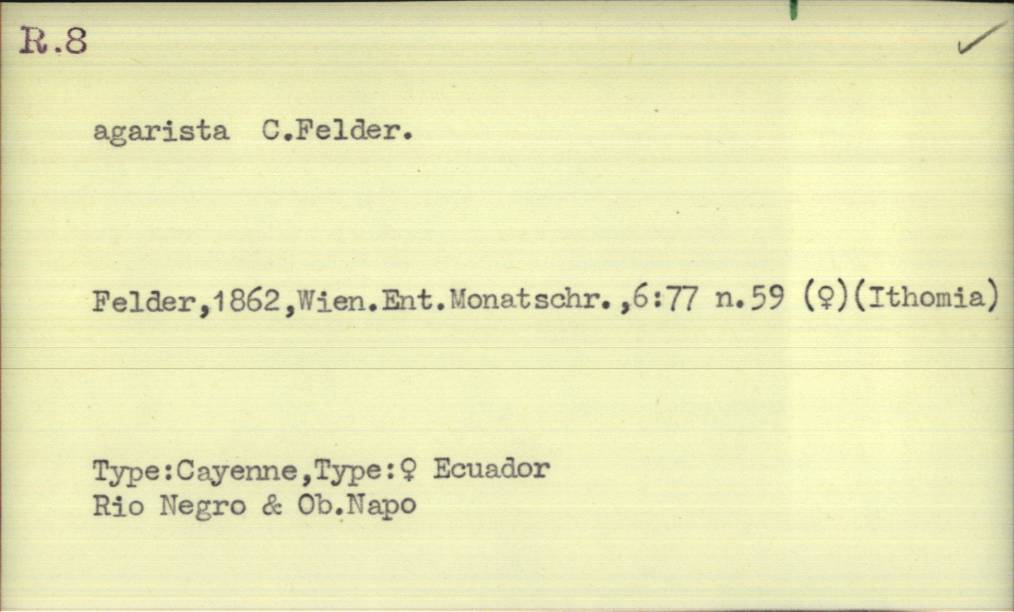 R.8
✓
agarista C.Felder.
Felder,1862,Wien.Ent.Monatschr.,6:77 n.59 (♀)(Ithomia)
Type:Cayenne,Type:♀ Ecuador
Rio Negro & Ob.Napo